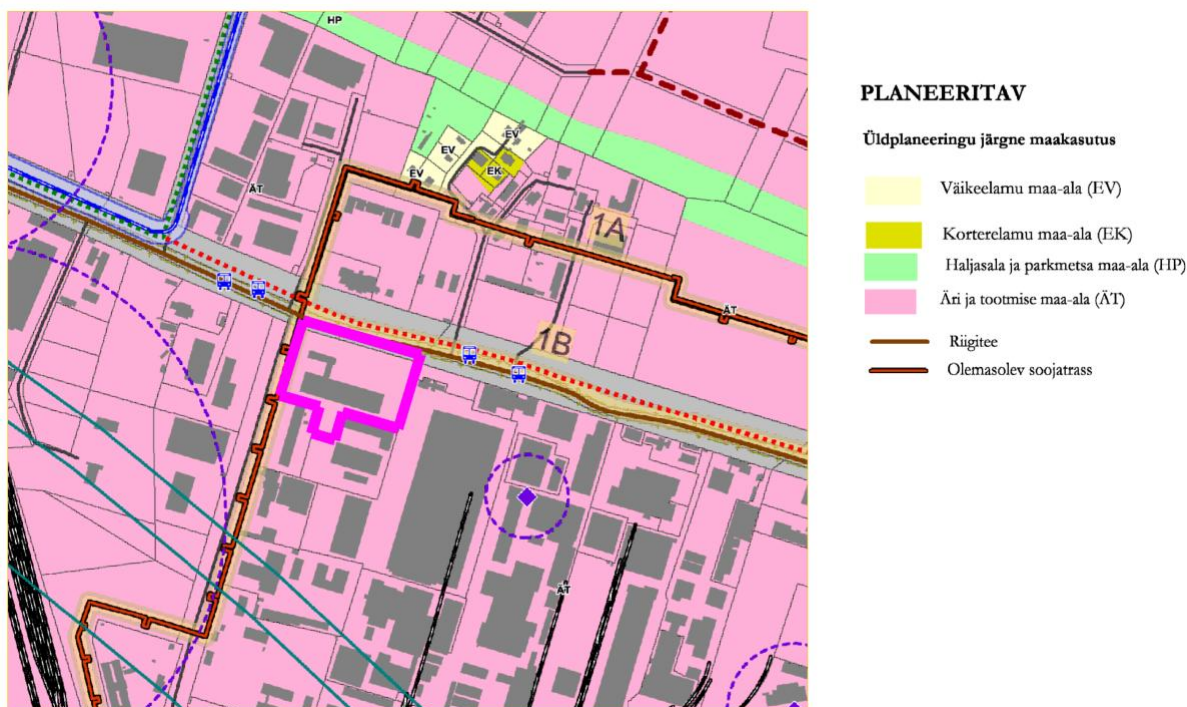 HP
EV
EV
EK
EV
ÄT
1A
ÄT
1B
ÄT
PLANEERITAV
Üldplaneeringu järgne maakasutus
Väikeelamu maa-ala (EV)
Korterelamu maa-ala (EK)
Haljasala ja parkmetsa maa-ala (HP)
Äri ja tootmise maa-ala (ÄT)
Riigitee
Olemasolev soojatrass